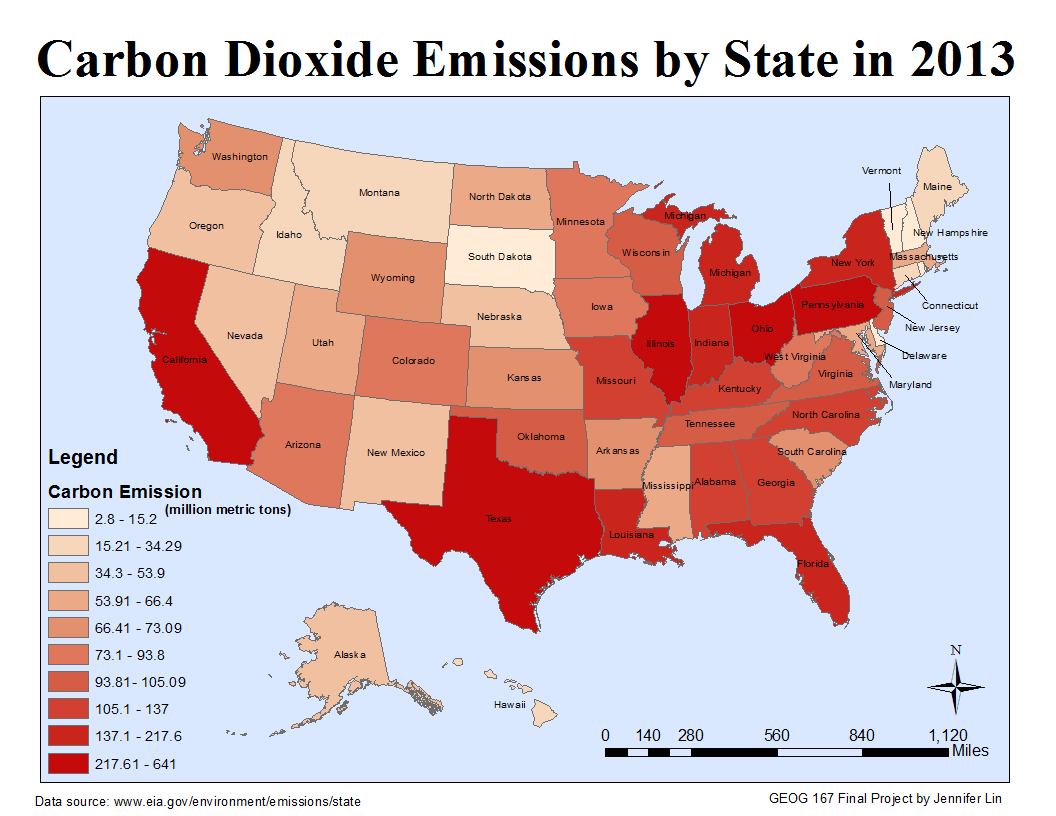 Carbon Dioxide Emissions by State in 2013
Washington
Oregon
Idaho
Montana
North Dakota
Minnesota
South Dakota
Wyoming
Wisconsin
Michigan
Michigan
Vermont
Maine
New Hampshire
Massachusetts
New York
Connecticut
New Jersey
Pennsylvania
Delaware
Maryland
California
Nevada
Utah
Colorado
Nebraska
Iowa
Kansas
Missouri
Illinois
Indiana
Ohio
West Virginia
Virginia
Kentucky
Tennessee
North Carolina
South Carolina
Arizona
New Mexico
Oklahoma
Arkansas
Mississippi
Alabama
Georgia
Texas
Louisiana
Florida
Alaska
Hawaii
Legend
Carbon Emission
(million metric tons)
2.8 - 15.2
15.21 - 34.29
34.3 - 53.9
53.91 - 66.4
66.41 - 73.09
73.1 - 93.8
93.81 - 105.09
105.1 - 137
137.1 - 217.6
217.61 - 641
N
0 140 280 560 840 1,120
Miles
Data source: www.eia.gov/environment/emissions/state
GEOG 167 Final Project by Jennifer Lin